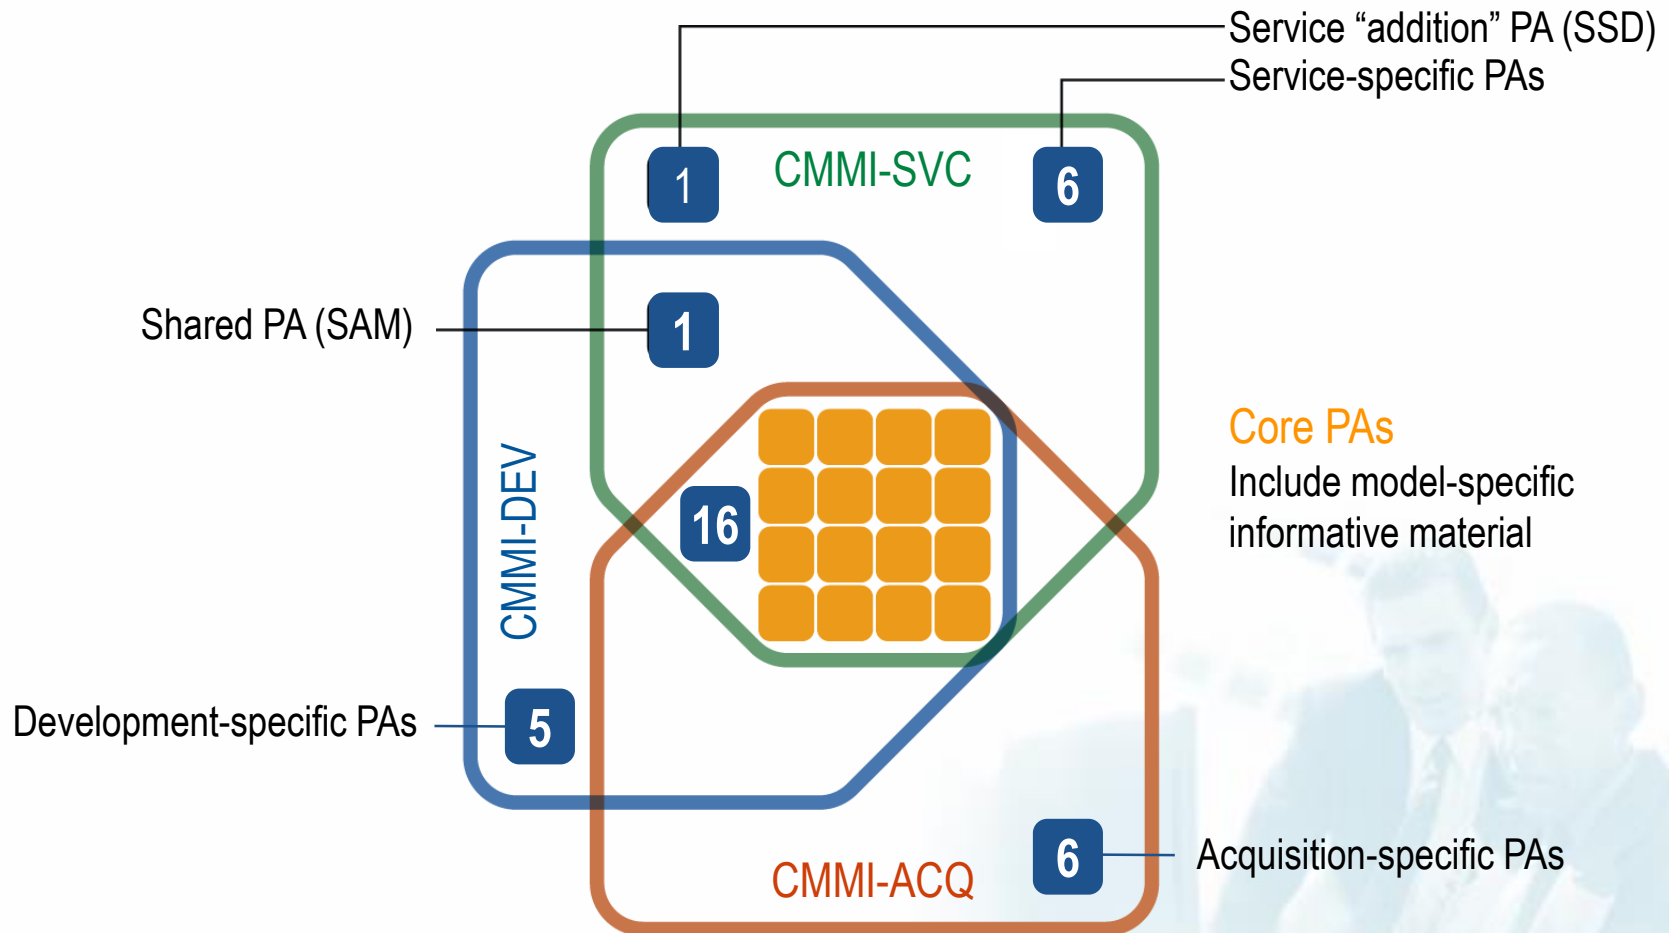 Service “addition” PA (SSD)
Service-specific PAs
1
CMMI-SVC
6
Shared PA (SAM)
1
Core PAs
Include model-specific
informative material
CMMI-DEV
16
Development-specific PAs
5
6
Acquisition-specific PAs
CMMI-ACQ